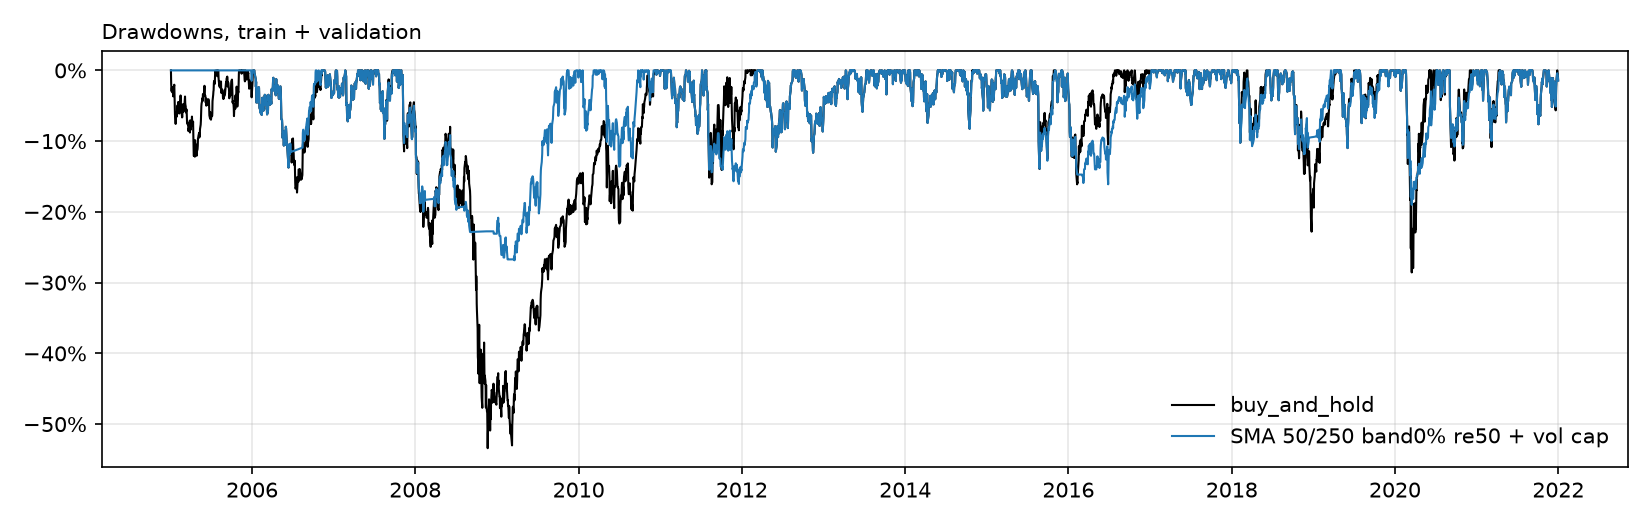 Drawdowns, train + validation
0%
−10%
−20%
−30%
−40%
−50%
buy_and_hold
SMA 50/250 band0% re50 + vol cap
2006 2008 2010 2012 2014 2016 2018 2020 2022